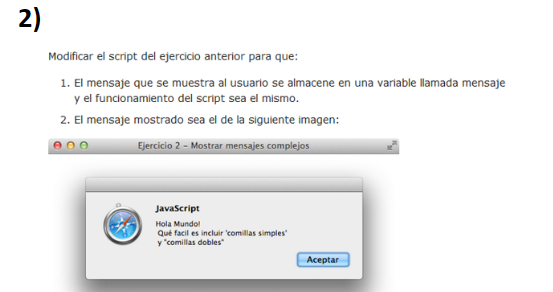 2)
Modificar el script del ejercicio anterior para que:
1. El mensaje que se muestra al usuario se almacene en una variable llamada mensaje
y el funcionamiento del script sea el mismo.
2. El mensaje mostrado sea el de la siguiente imagen:
Ejercicio 2 - Mostrar mensajes complejos
JavaScript
Hola Mundo!
Qué facil es incluir 'comillas simples'
y "comillas dobles"
Aceptar